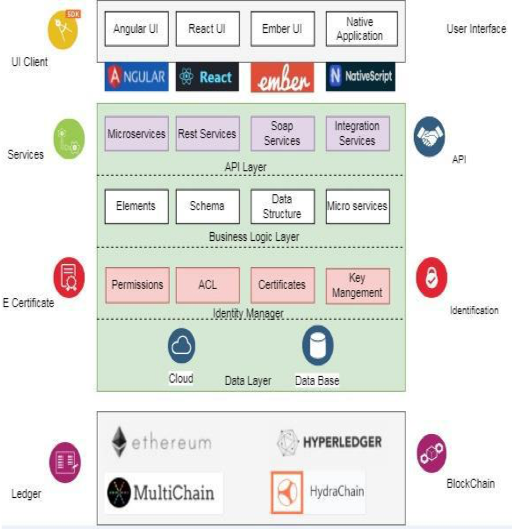 SDK
UI Client
Angular UI
React UI
Ember UI
Native
Application
User Interface
ANGULAR
React
ember
N NativeScript
Services
Microservices
Rest Services
Soap
Services
Integration
Services
API
API Layer
Elements
Schema
Data
Structure
Micro services
Business Logic Layer
E Certificate
Permissions
ACL
Certificates
Key
Mangement
Identification
Identity Manager
Cloud
Data Layer
Data Base
Ledger
ethereum
HYPERLEDGER
MultiChain
HydraChain
BlockChain